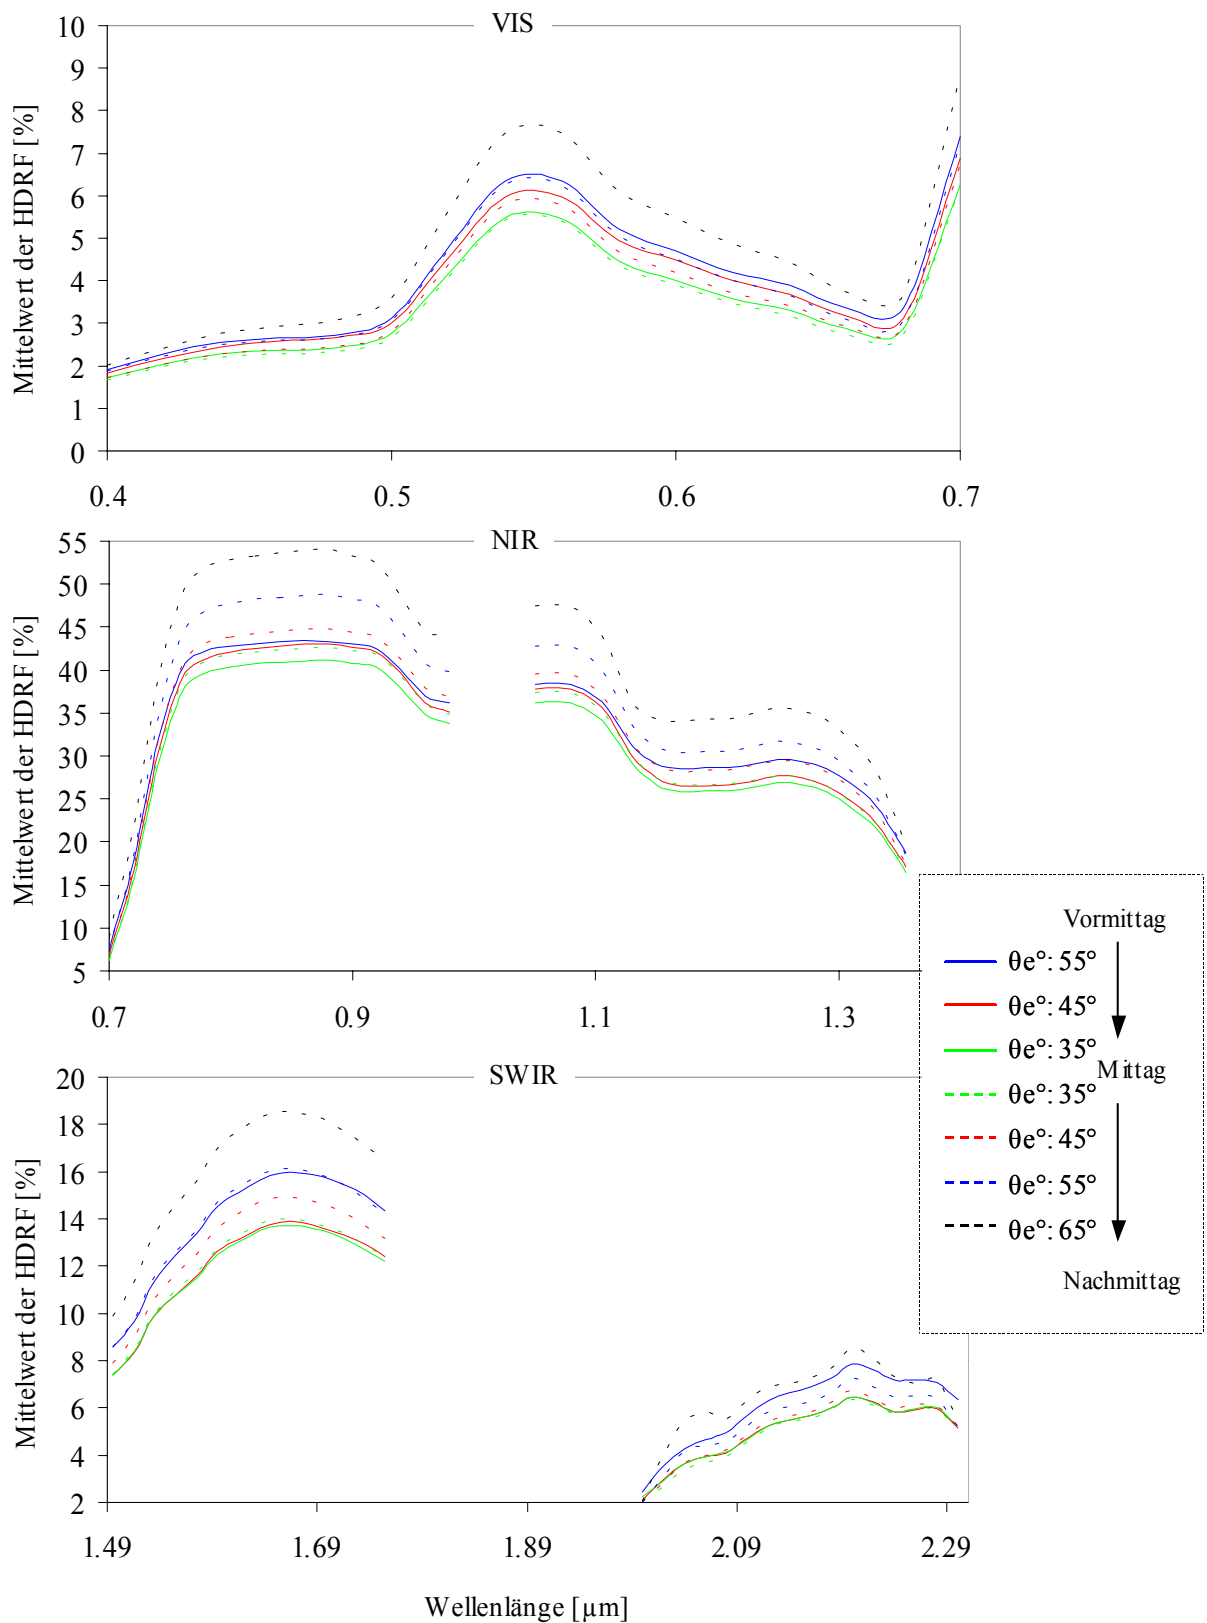 VIS
Mittelwert der HDRF [%]
10
9
8
7
6
5
4
3
2
1
0
0.4 0.5 0.6 0.7
NIR
Mittelwert der HDRF [%]
55
50
45
40
35
30
25
20
15
10
5
0.7 0.9 1.1 1.3
Vormittag
θe°: 55°
θe°: 45°
θe°: 35°
Mittag
θe°: 35°
θe°: 45°
θe°: 55°
θe°: 65°
Nachmittag
SWIR
Mittelwert der HDRF [%]
20
18
16
14
12
10
8
6
4
2
1.49 1.69 1.89 2.09 2.29
Wellenlänge [µm]